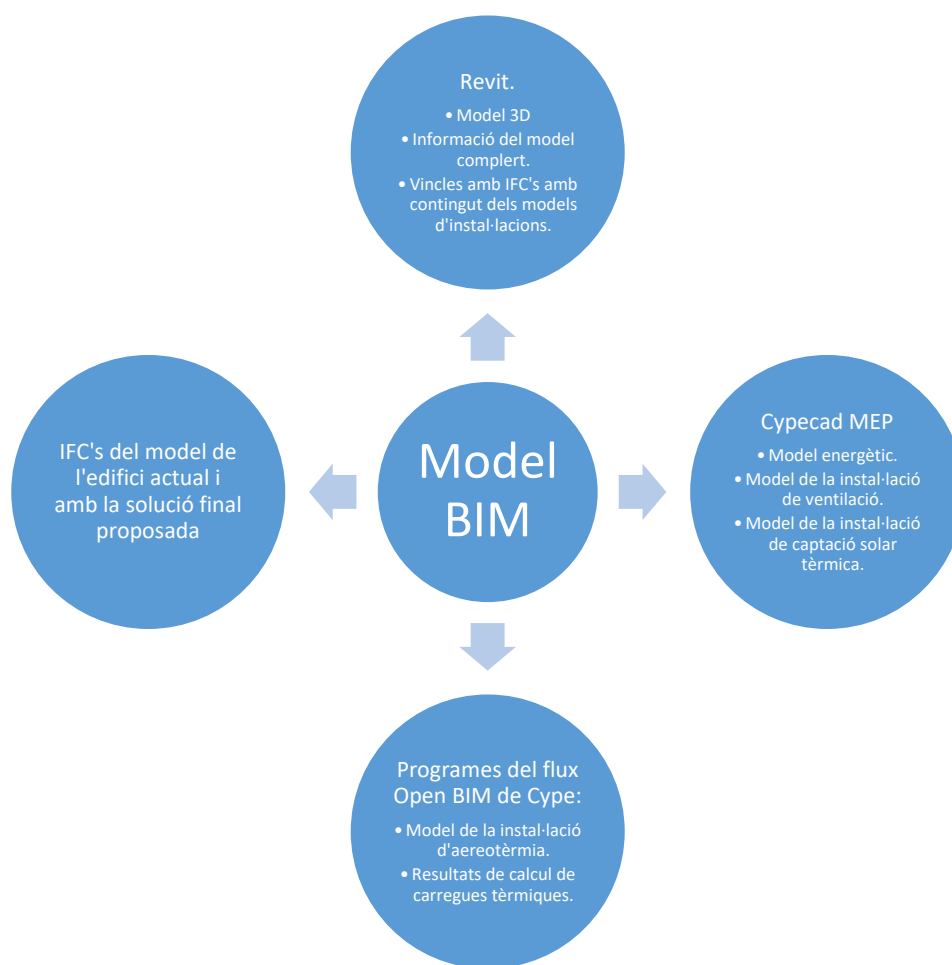 Revit.
• Model 3D
• Informació del model
complert.
• Vincles amb IFC's amb
contingut dels models
d'instal·lacions.
IFC's del model de
l'edifici actual i
amb la solució final
proposada
Model
BIM
Cypecad MEP
• Model energètic.
• Model de la instal·lació
de ventilació.
• Model de la instal·lació
de captació solar
tèrmica.
Programes del flux
Open BIM de Cype:
• Model de la instal·lació
d'aereotèrmia.
• Resultats de calcul de
carregues tèrmiques.